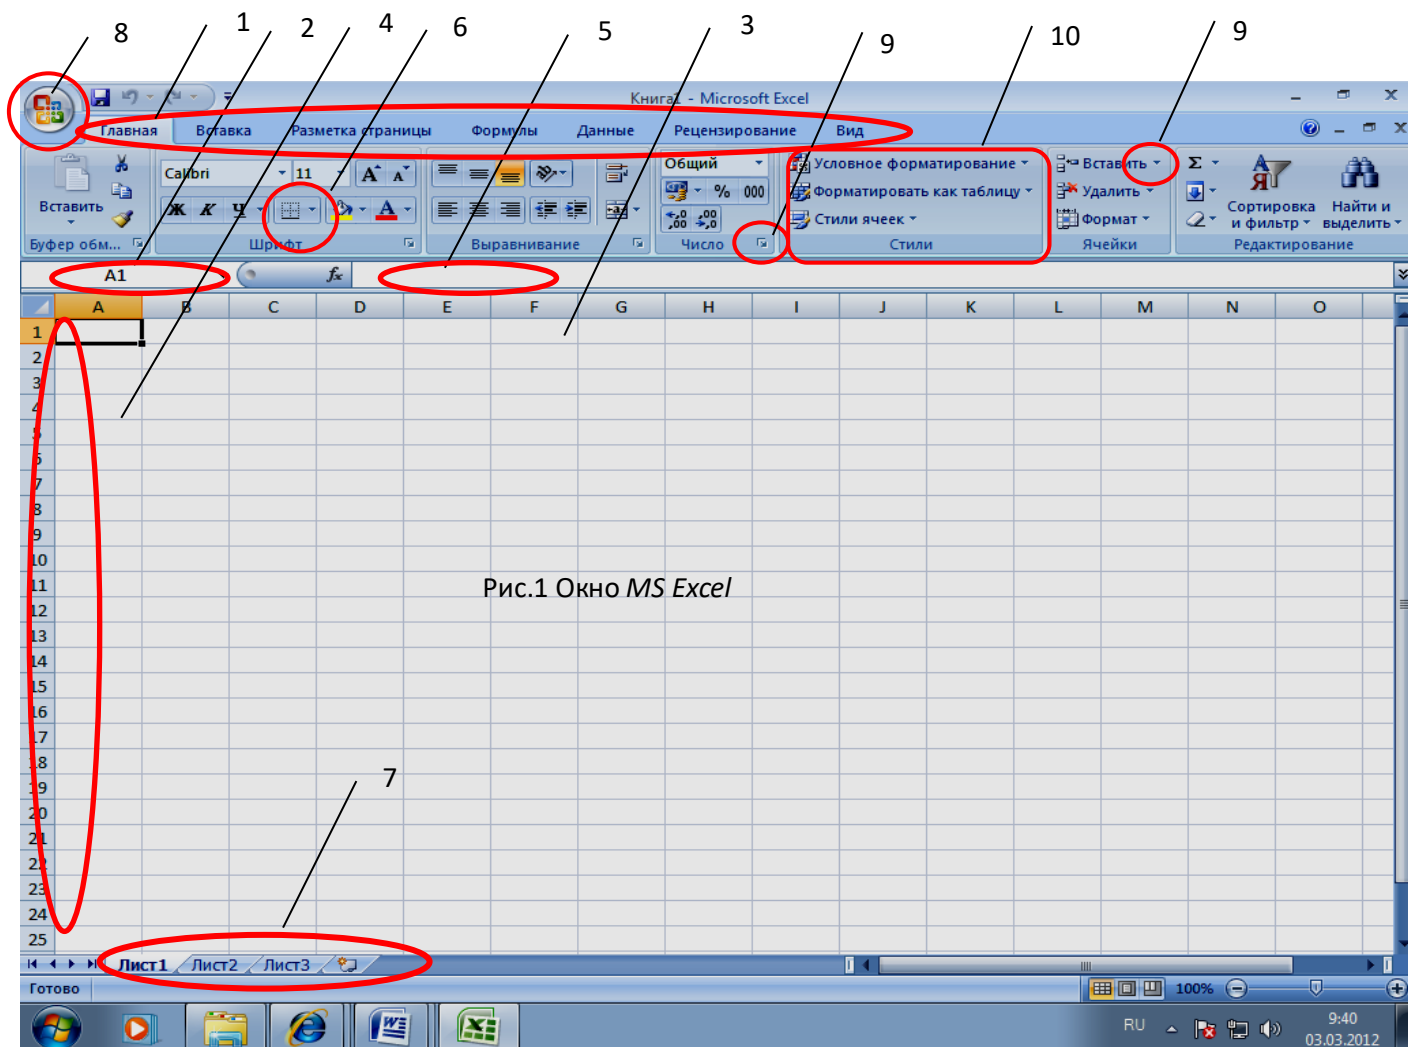 8 1 2 4 6 5 3 9 10 9
Книга1 - Microsoft Excel
Главная Вставка Разметка страницы Формулы Данные Рецензирование Вид
Calibri 11 Общий Условное форматирование Вставить Σ
Вставить Ж К Ч % 000 Форматировать как таблицу Удалить Сортировка и фильтр Найти и выделить
Стили ячеек Формат
Буфер обм... Шрифт Выравнивание Число Стили Ячейки Редактирование
A1 fx
A B C D E F G H I J K L M N O
1
2
3
4
5
6
7
8
9
10
11
Рис.1 Окно MS Excel
12
13
14
15
16
17
18
7
19
20
21
22
23
24
25
Лист1 Лист2 Лист3
Готово 100%
RU 9:40
03.03.2012